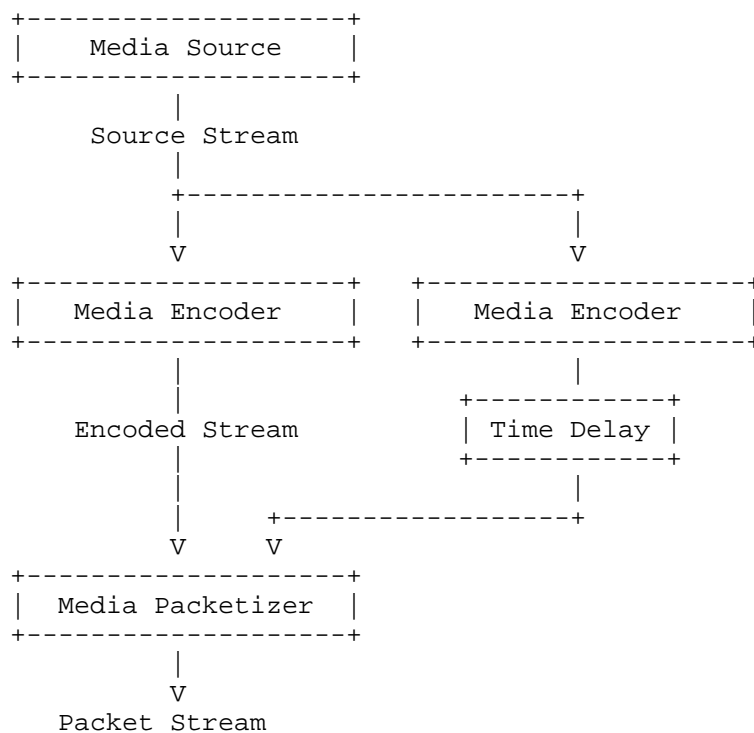 Media Source
Source Stream
Media Encoder Media Encoder
Encoded Stream Time Delay
Media Packetizer
Packet Stream